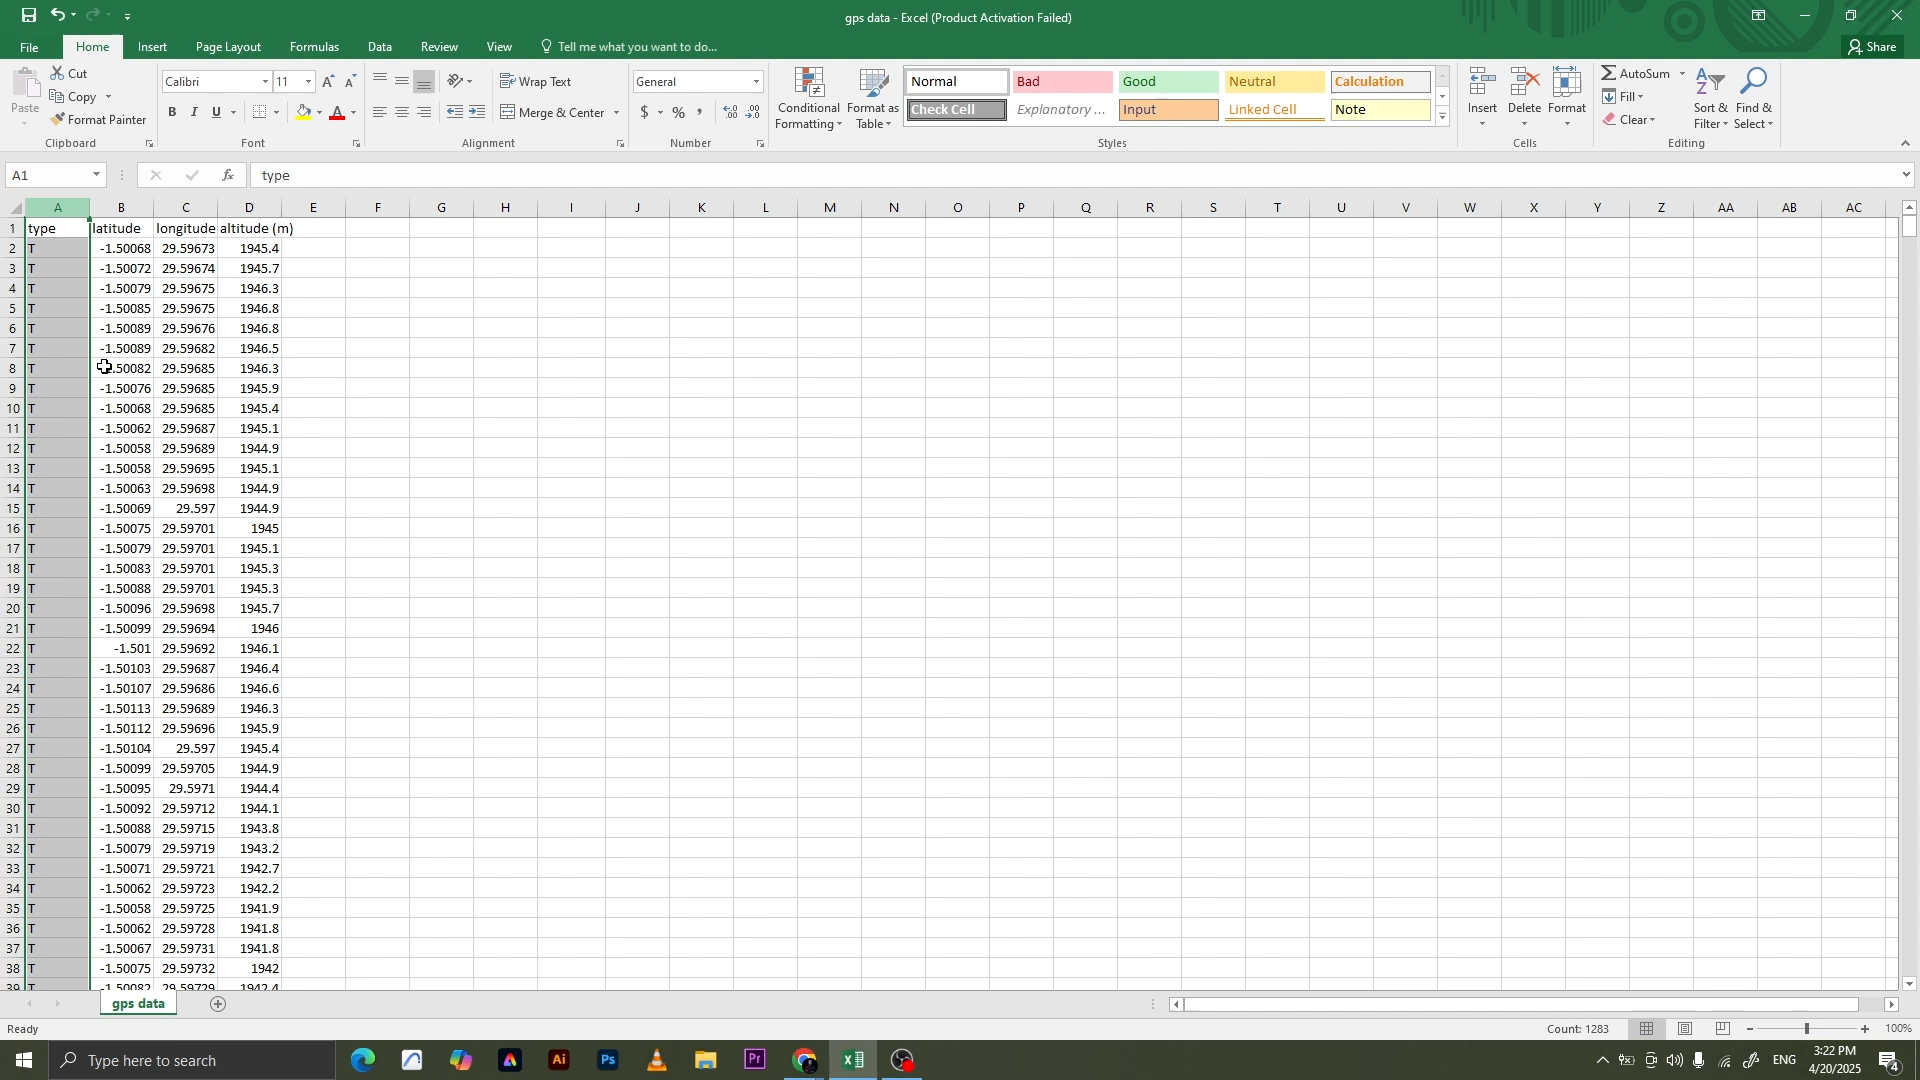 gps data - Excel (Product Activation Failed)
File Home Insert Page Layout Formulas Data Review View Tell me what you want to do... Share
Paste Cut Copy Format Painter Clipboard
Calibri 11 A A B I U A Font
Wrap Text Merge & Center Alignment
General $ % , Number
Conditional Formatting Format as Table
Normal Bad Good Neutral Calculation
Check Cell Explanatory ... Input Linked Cell Note
Styles
Insert Delete Format Cells
AutoSum Fill Clear Sort & Filter Find & Select Editing
A1 fx type
A B C D E F G H I J K L M N O P Q R S T U V W X Y Z AA AB AC
1 type latitude longitude altitude (m)
2 T -1.50068 29.59673 1945.4
3 T -1.50072 29.59674 1945.7
4 T -1.50079 29.59675 1946.3
5 T -1.50085 29.59675 1946.8
6 T -1.50089 29.59676 1946.8
7 T -1.50089 29.59682 1946.5
8 T .50082 29.59685 1946.3
9 T -1.50076 29.59685 1945.9
10 T -1.50068 29.59685 1945.4
11 T -1.50062 29.59687 1945.1
12 T -1.50058 29.59689 1944.9
13 T -1.50058 29.59695 1945.1
14 T -1.50063 29.59698 1944.9
15 T -1.50069 29.597 1944.9
16 T -1.50075 29.59701 1945
17 T -1.50079 29.59701 1945.1
18 T -1.50083 29.59701 1945.3
19 T -1.50088 29.59701 1945.3
20 T -1.50096 29.59698 1945.7
21 T -1.50099 29.59694 1946
22 T -1.501 29.59692 1946.1
23 T -1.50103 29.59687 1946.4
24 T -1.50107 29.59686 1946.6
25 T -1.50113 29.59689 1946.3
26 T -1.50112 29.59696 1945.9
27 T -1.50104 29.597 1945.4
28 T -1.50099 29.59705 1944.9
29 T -1.50095 29.5971 1944.4
30 T -1.50092 29.59712 1944.1
31 T -1.50088 29.59715 1943.8
32 T -1.50079 29.59719 1943.2
33 T -1.50071 29.59721 1942.7
34 T -1.50062 29.59723 1942.2
35 T -1.50058 29.59725 1941.9
36 T -1.50062 29.59728 1941.8
37 T -1.50067 29.59731 1941.8
38 T -1.50075 29.59732 1942
39 T -1.50082 29.59729 1942.4
gps data
Ready Count: 1283 100%
Type here to search Ai Ps Pr ENG 3:22 PM
4/20/2025 4